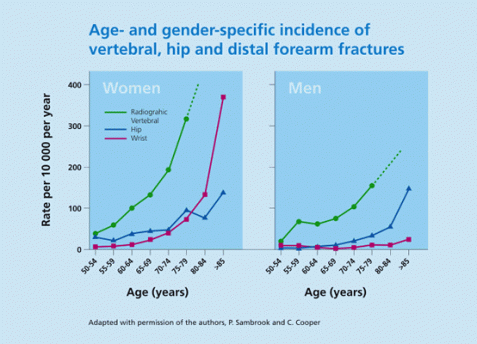 Age- and gender-specific incidence of
vertebral, hip and distal forearm fractures
Rate per 10 000 per year
400
300
200
100
0
Women
Radiograhic
Vertebral
Hip
Wrist
50-54
55-59
60-64
65-69
70-74
75-79
80-84
>85
Age (years)
Men
50-54
55-59
60-64
65-69
70-74
75-79
80-84
>85
Age (years)
Adapted with permission of the authors, P. Sambrook and C. Cooper